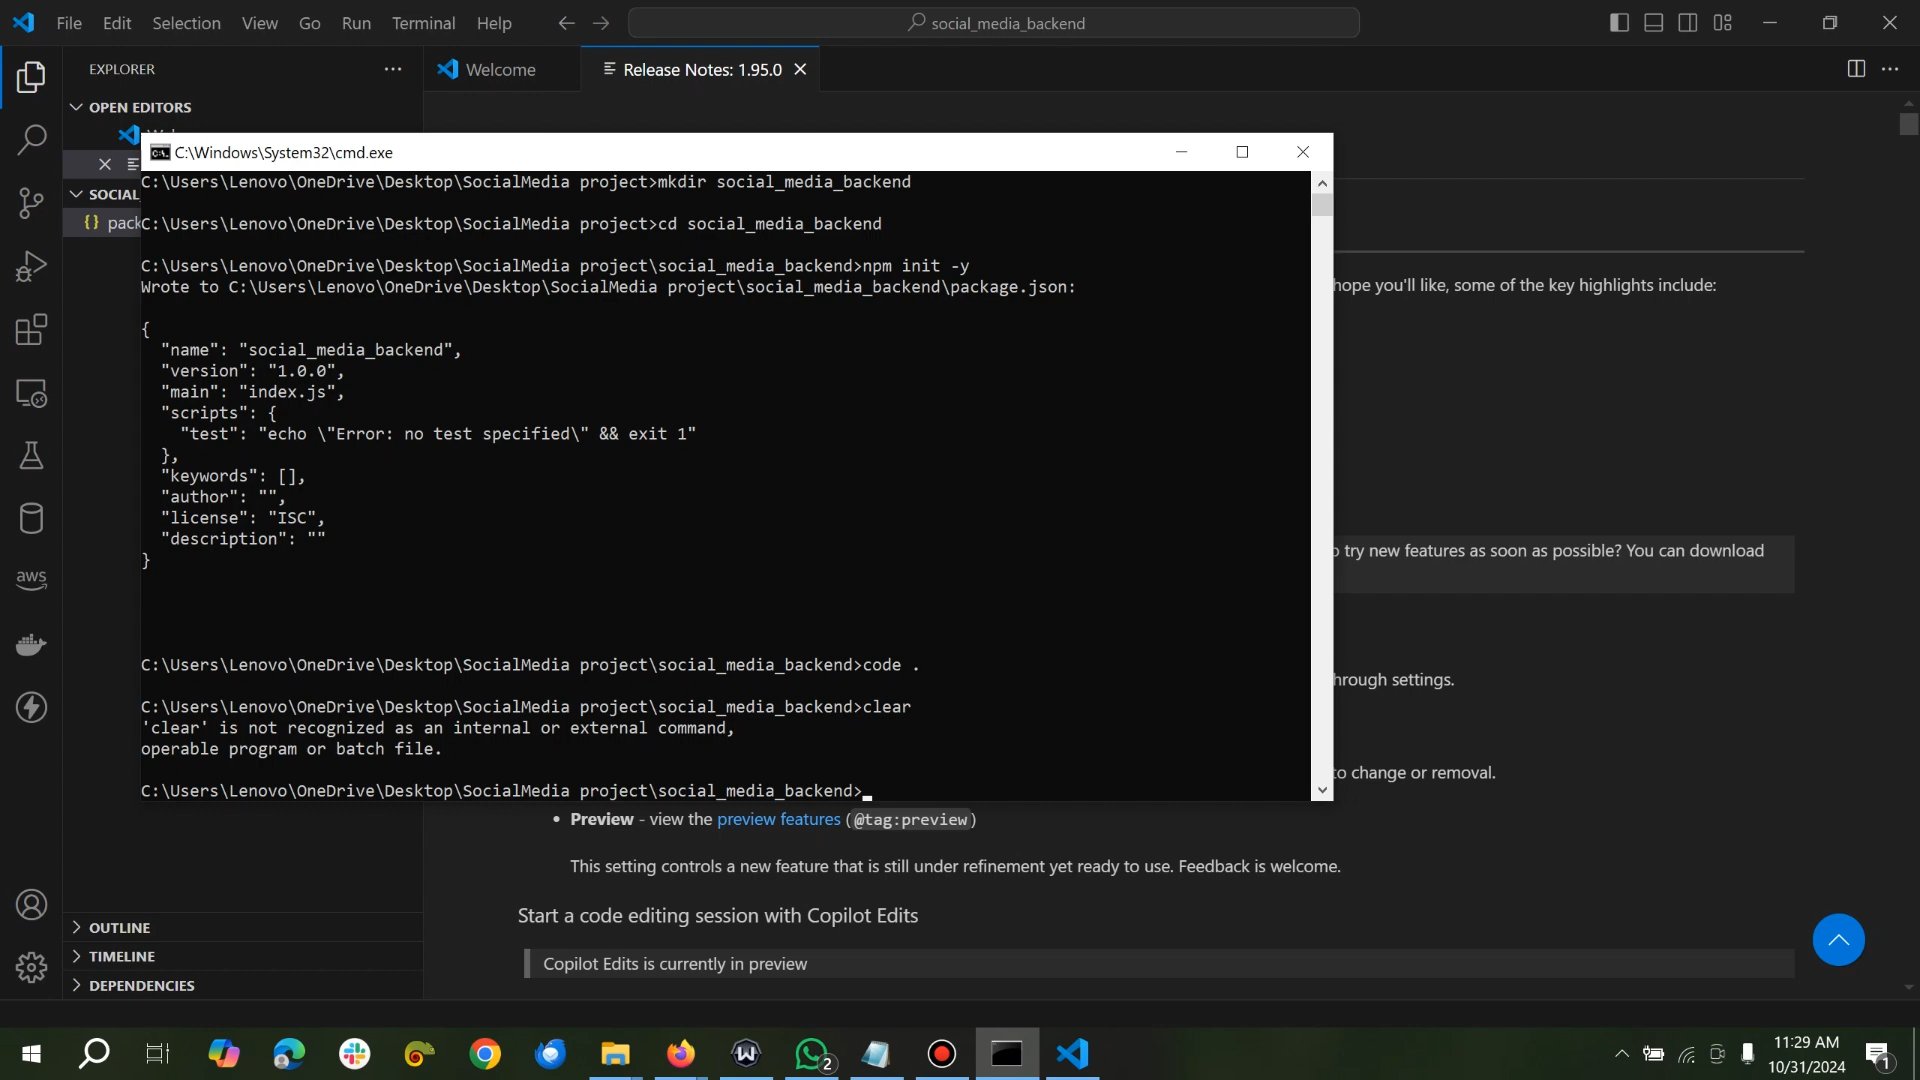 File Edit Selection View Go Run Terminal Help
social_media_backend
EXPLORER
Welcome
Release Notes: 1.95.0
OPEN EDITORS
SOCIAL
{} pack
C:\Windows\System32\cmd.exe
C:\Users\Lenovo\OneDrive\Desktop\SocialMedia project>mkdir social_media_backend
C:\Users\Lenovo\OneDrive\Desktop\SocialMedia project>cd social_media_backend
C:\Users\Lenovo\OneDrive\Desktop\SocialMedia project\social_media_backend>npm init -y
Wrote to C:\Users\Lenovo\OneDrive\Desktop\SocialMedia project\social_media_backend\package.json:
{
"name": "social_media_backend",
"version": "1.0.0",
"main": "index.js",
"scripts": {
"test": "echo \"Error: no test specified\" && exit 1"
},
"keywords": [],
"author": "",
"license": "ISC",
"description": ""
}
C:\Users\Lenovo\OneDrive\Desktop\SocialMedia project\social_media_backend>code .
C:\Users\Lenovo\OneDrive\Desktop\SocialMedia project\social_media_backend>clear
'clear' is not recognized as an internal or external command,
operable program or batch file.
C:\Users\Lenovo\OneDrive\Desktop\SocialMedia project\social_media_backend>
hope you'll like, some of the key highlights include:
o try new features as soon as possible? You can download
hrough settings.
to change or removal.
• Preview - view the preview features (@tag:preview)
This setting controls a new feature that is still under refinement yet ready to use. Feedback is welcome.
Start a code editing session with Copilot Edits
Copilot Edits is currently in preview
OUTLINE
TIMELINE
DEPENDENCIES
aws
2
11:29 AM
10/31/2024
1